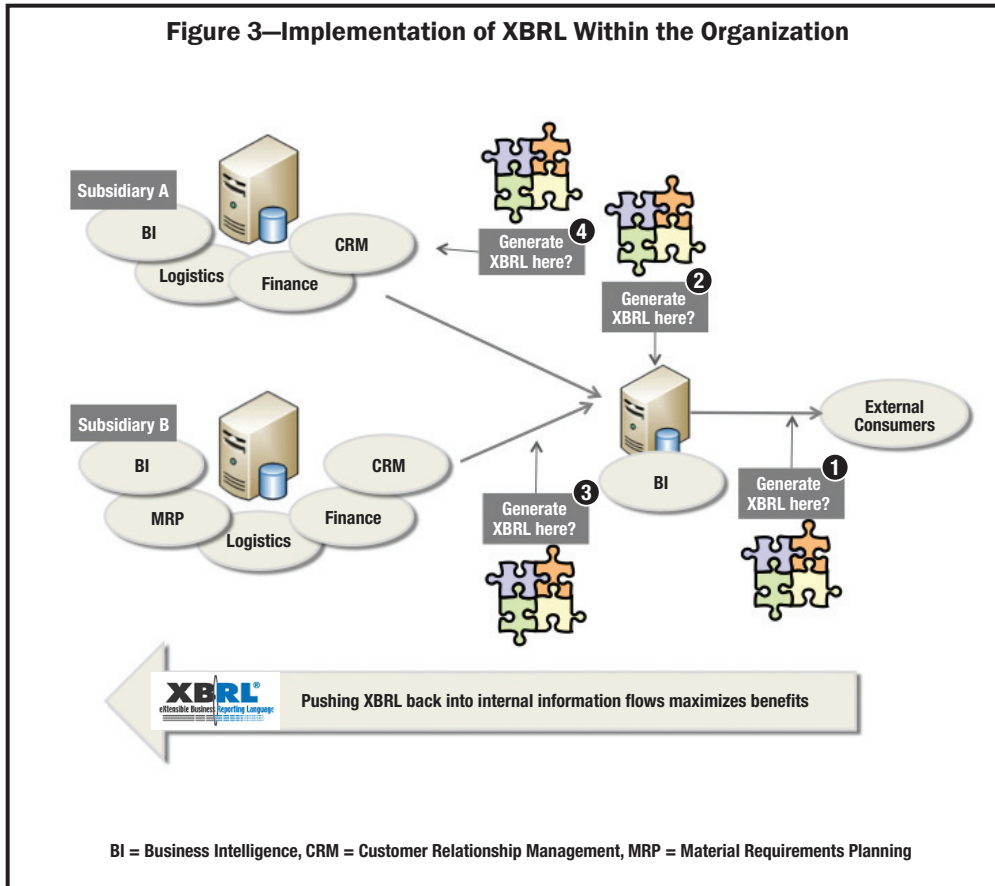 Figure 3—Implementation of XBRL Within the Organization
Subsidiary A
BI
Logistics
Finance
CRM
4
Generate
XBRL here?
2
Generate
XBRL here?
Subsidiary B
BI
MRP
Logistics
Finance
CRM
3
Generate
XBRL here?
BI
1
Generate
XBRL here?
External
Consumers
XBRL®
eXtensible Business Reporting Language
Pushing XBRL back into internal information flows maximizes benefits
BI = Business Intelligence, CRM = Customer Relationship Management, MRP = Material Requirements Planning